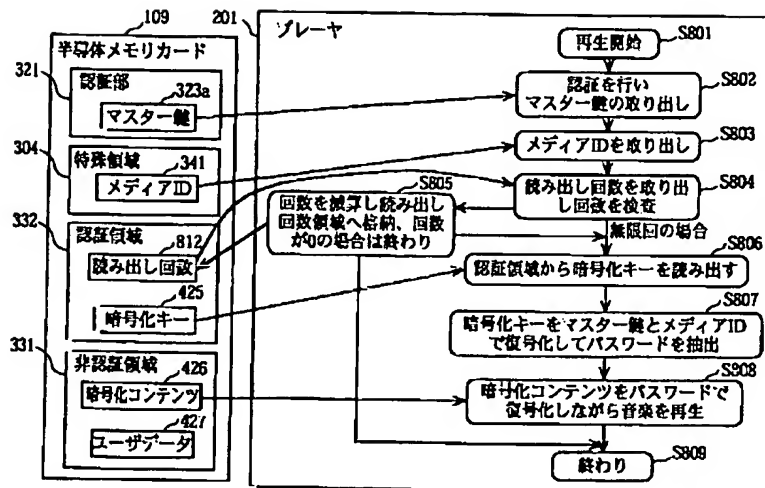 109
半導体メモリカード
321
認証部
323a
マスター鍵
304
特殊領域
341
メディアID
332
認証領域
812
読み出し回数
425
暗号化キー
331
非認証領域
426
暗号化コンテンツ
427
ユーザデータ
201
プレーヤ
再生開始
S801
認証を行い
マスター鍵の取り出し
S802
メディアIDを取り出し
S803
読み出し回数を取り出
し回数を検査
S804
S805
回数を減算し読み出し
回数領域へ格納、回数
が0の場合は終わり
無限回の場合
S806
認証領域から暗号化キーを読み出す
S807
暗号化キーをマスター鍵とメディアID
で復号化してパスワードを抽出
S808
暗号化コンテンツをパスワードで
復号化しながら音楽を再生
S809
終わり